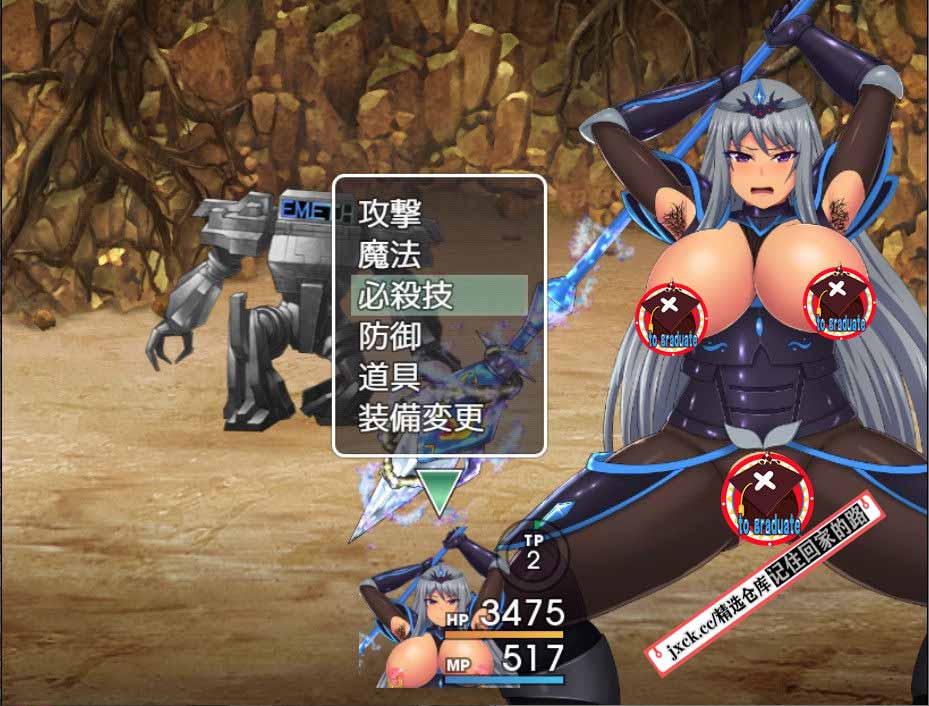 EMETH
攻撃
魔法
必殺技
防御
道具
装備変更
to graduate
to graduate
to graduate
jxck.cc/精选仓库记住回家的路
TP
2
HP 3475
MP 517